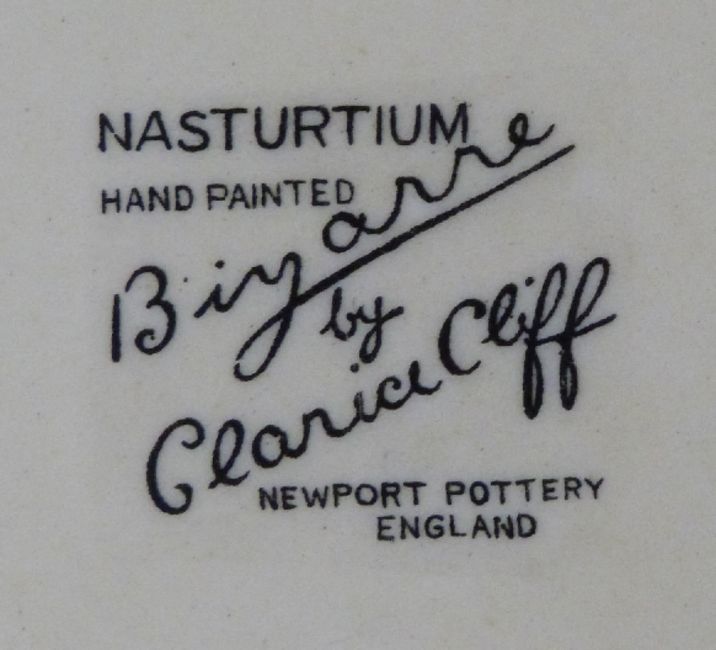 NASTURTIUM
HAND PAINTED
Bizarre
by
Clarice Cliff
NEWPORT POTTERY
ENGLAND